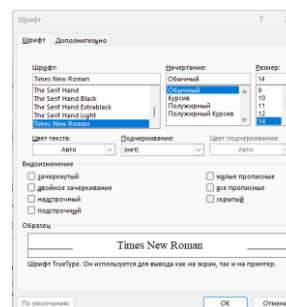 Шрифт ?
Шрифт Дополнительно
Шрифт: Начертание: Размер:
Times New Roman Обычный 14
The Serif Hand Обычный 9
The Serif Hand Black Курсив 10
The Serif Hand Extrablack Полужирный 11
The Serif Hand Light Полужирный Курсив 12
Times New Roman 14
Цвет текста: Подчеркивание: Цвет подчеркивания:
Авто (нет) Авто
Видоизменение
зачеркнутый малые прописные
двойное зачеркивание все прописные
надстрочный скрытый
подстрочный
Образец
Times New Roman
Шрифт TrueType. Он используется для вывода как на экран, так и на принтер.
По умолчанию ОК Отмена